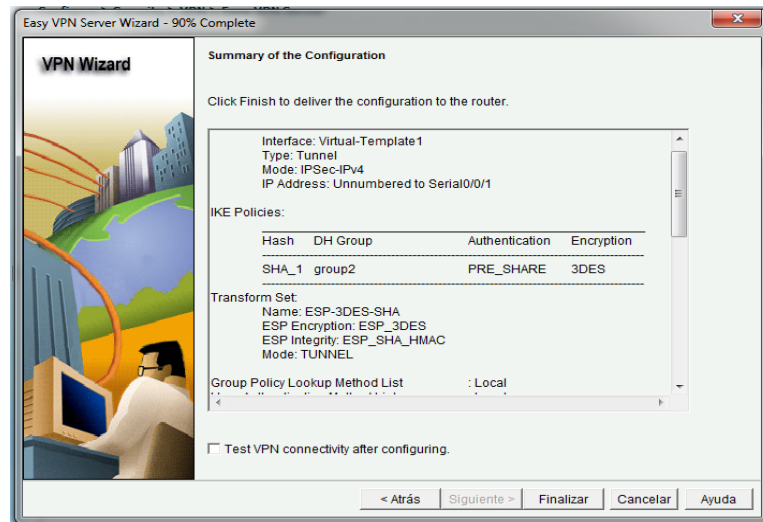 Easy VPN Server Wizard - 90% Complete
VPN Wizard
Summary of the Configuration
Click Finish to deliver the configuration to the router.
Interface: Virtual-Template1
Type: Tunnel
Mode: IPSec-IPv4
IP Address: Unnumbered to Serial0/0/1
IKE Policies:
Hash DH Group Authentication Encryption
SHA_1 group2 PRE_SHARE 3DES
Transform Set:
Name: ESP-3DES-SHA
ESP Encryption: ESP_3DES
ESP Integrity: ESP_SHA_HMAC
Mode: TUNNEL
Group Policy Lookup Method List : Local
Test VPN connectivity after configuring.
< Atrás Siguiente > Finalizar Cancelar Ayuda